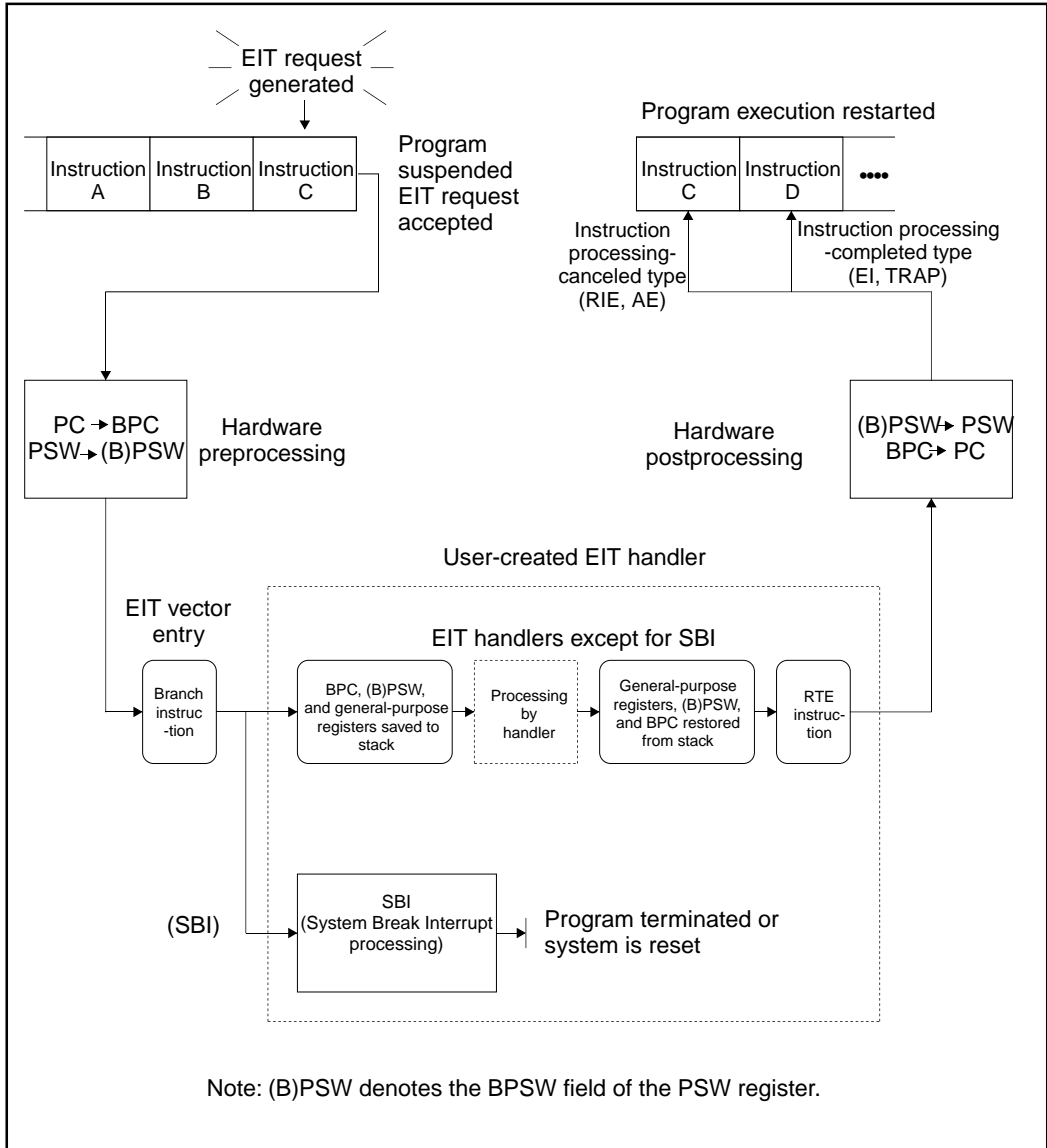 EIT request
generated
Program execution restarted
Instruction
A
Instruction
B
Instruction
C
Program
suspended
EIT request
accepted
Instruction
C
Instruction
D
••••
Instruction
processing-
canceled type
(RIE, AE)
Instruction processing
-completed type
(EI, TRAP)
PC → BPC
PSW → (B)PSW
Hardware
preprocessing
Hardware
postprocessing
(B)PSW → PSW
BPC → PC
User-created EIT handler
EIT vector
entry
EIT handlers except for SBI
Branch
instruc
-tion
BPC, (B)PSW,
and general-purpose
registers saved to
stack
Processing
by
handler
General-purpose
registers, (B)PSW,
and BPC restored
from stack
RTE
instruc-
tion
(SBI)
SBI
(System Break Interrupt
processing)
Program terminated or
system is reset
Note: (B)PSW denotes the BPSW field of the PSW register.